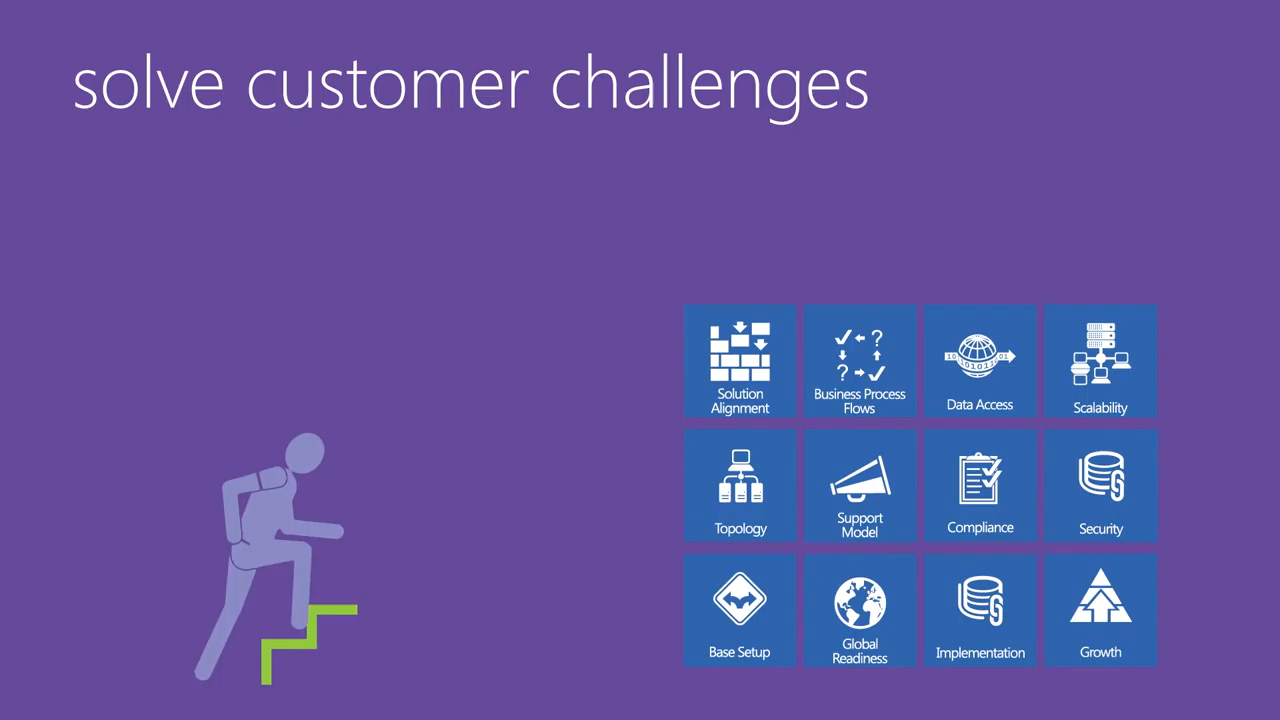 solve customer challenges
Solution
Alignment
Business Process
Flows
Data Access
Scalability
Topology
Support
Model
Compliance
Security
Base Setup
Global
Readiness
Implementation
Growth